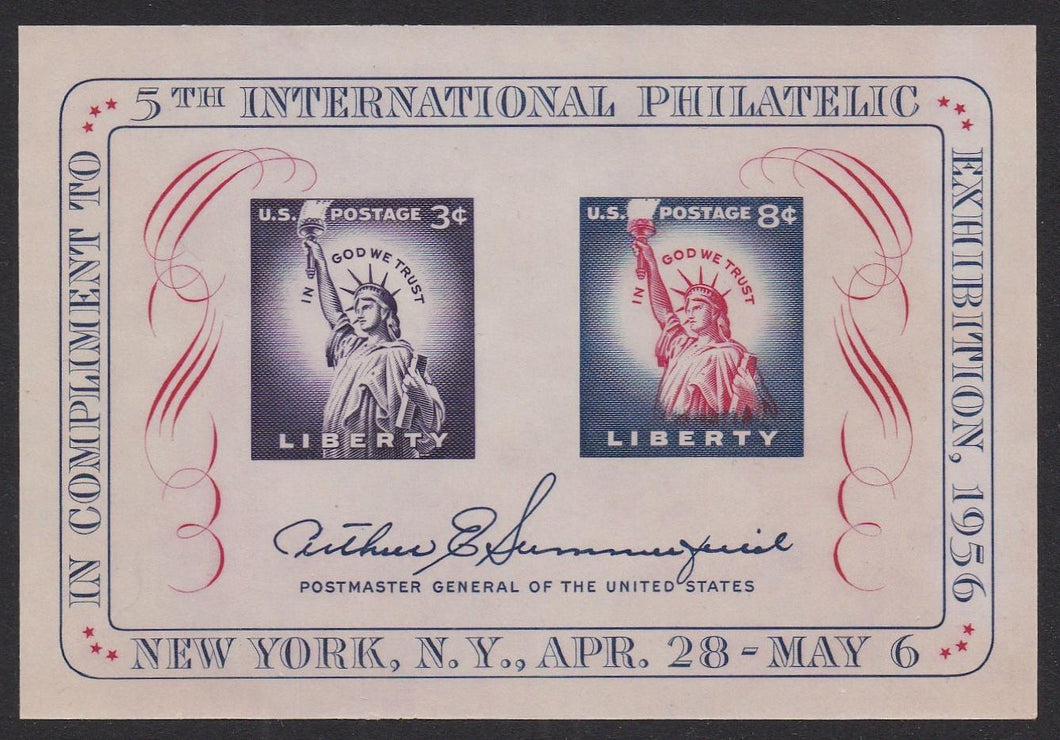 IN COMPLIMENT TO
5TH INTERNATIONAL PHILATELIC
EXHIBITION, 1956
NEW YORK, N.Y., APR. 28 - MAY 6
U.S. POSTAGE 3¢
IN GOD WE TRUST
LIBERTY
U.S. POSTAGE 8¢
IN GOD WE TRUST
LIBERTY
Arthur E Summerfield
POSTMASTER GENERAL OF THE UNITED STATES